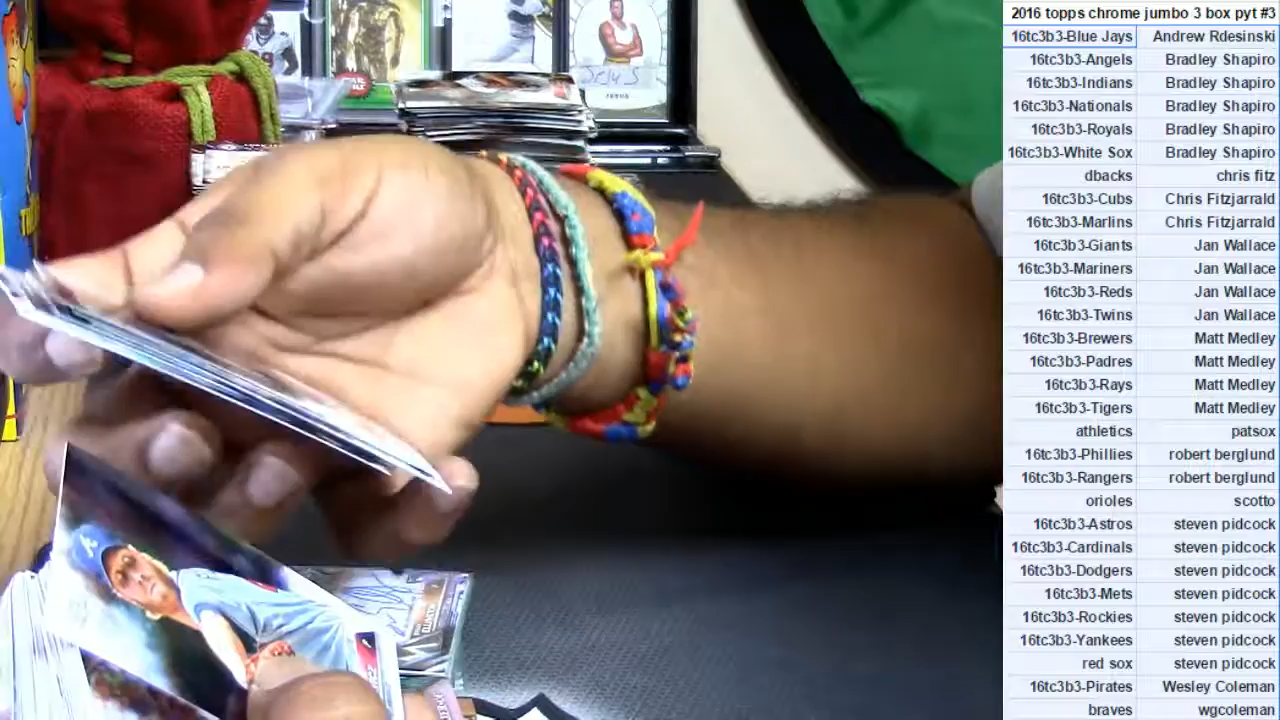 2016 topps chrome jumbo 3 box pyt #3
16tc3b3-Blue Jays Andrew Rdesinski
16tc3b3-Angels Bradley Shapiro
16tc3b3-Indians Bradley Shapiro
16tc3b3-Nationals Bradley Shapiro
16tc3b3-Royals Bradley Shapiro
16tc3b3-White Sox Bradley Shapiro
dbacks chris fitz
16tc3b3-Cubs Chris Fitzjarrald
16tc3b3-Marlins Chris Fitzjarrald
16tc3b3-Giants Jan Wallace
16tc3b3-Mariners Jan Wallace
16tc3b3-Reds Jan Wallace
16tc3b3-Twins Jan Wallace
16tc3b3-Brewers Matt Medley
16tc3b3-Padres Matt Medley
16tc3b3-Rays Matt Medley
16tc3b3-Tigers Matt Medley
athletics patsox
16tc3b3-Phillies robert berglund
16tc3b3-Rangers robert berglund
orioles scotto
16tc3b3-Astros steven pidcock
16tc3b3-Cardinals steven pidcock
16tc3b3-Dodgers steven pidcock
16tc3b3-Mets steven pidcock
16tc3b3-Rockies steven pidcock
16tc3b3-Yankees steven pidcock
red sox steven pidcock
16tc3b3-Pirates Wesley Coleman
braves wgcoleman